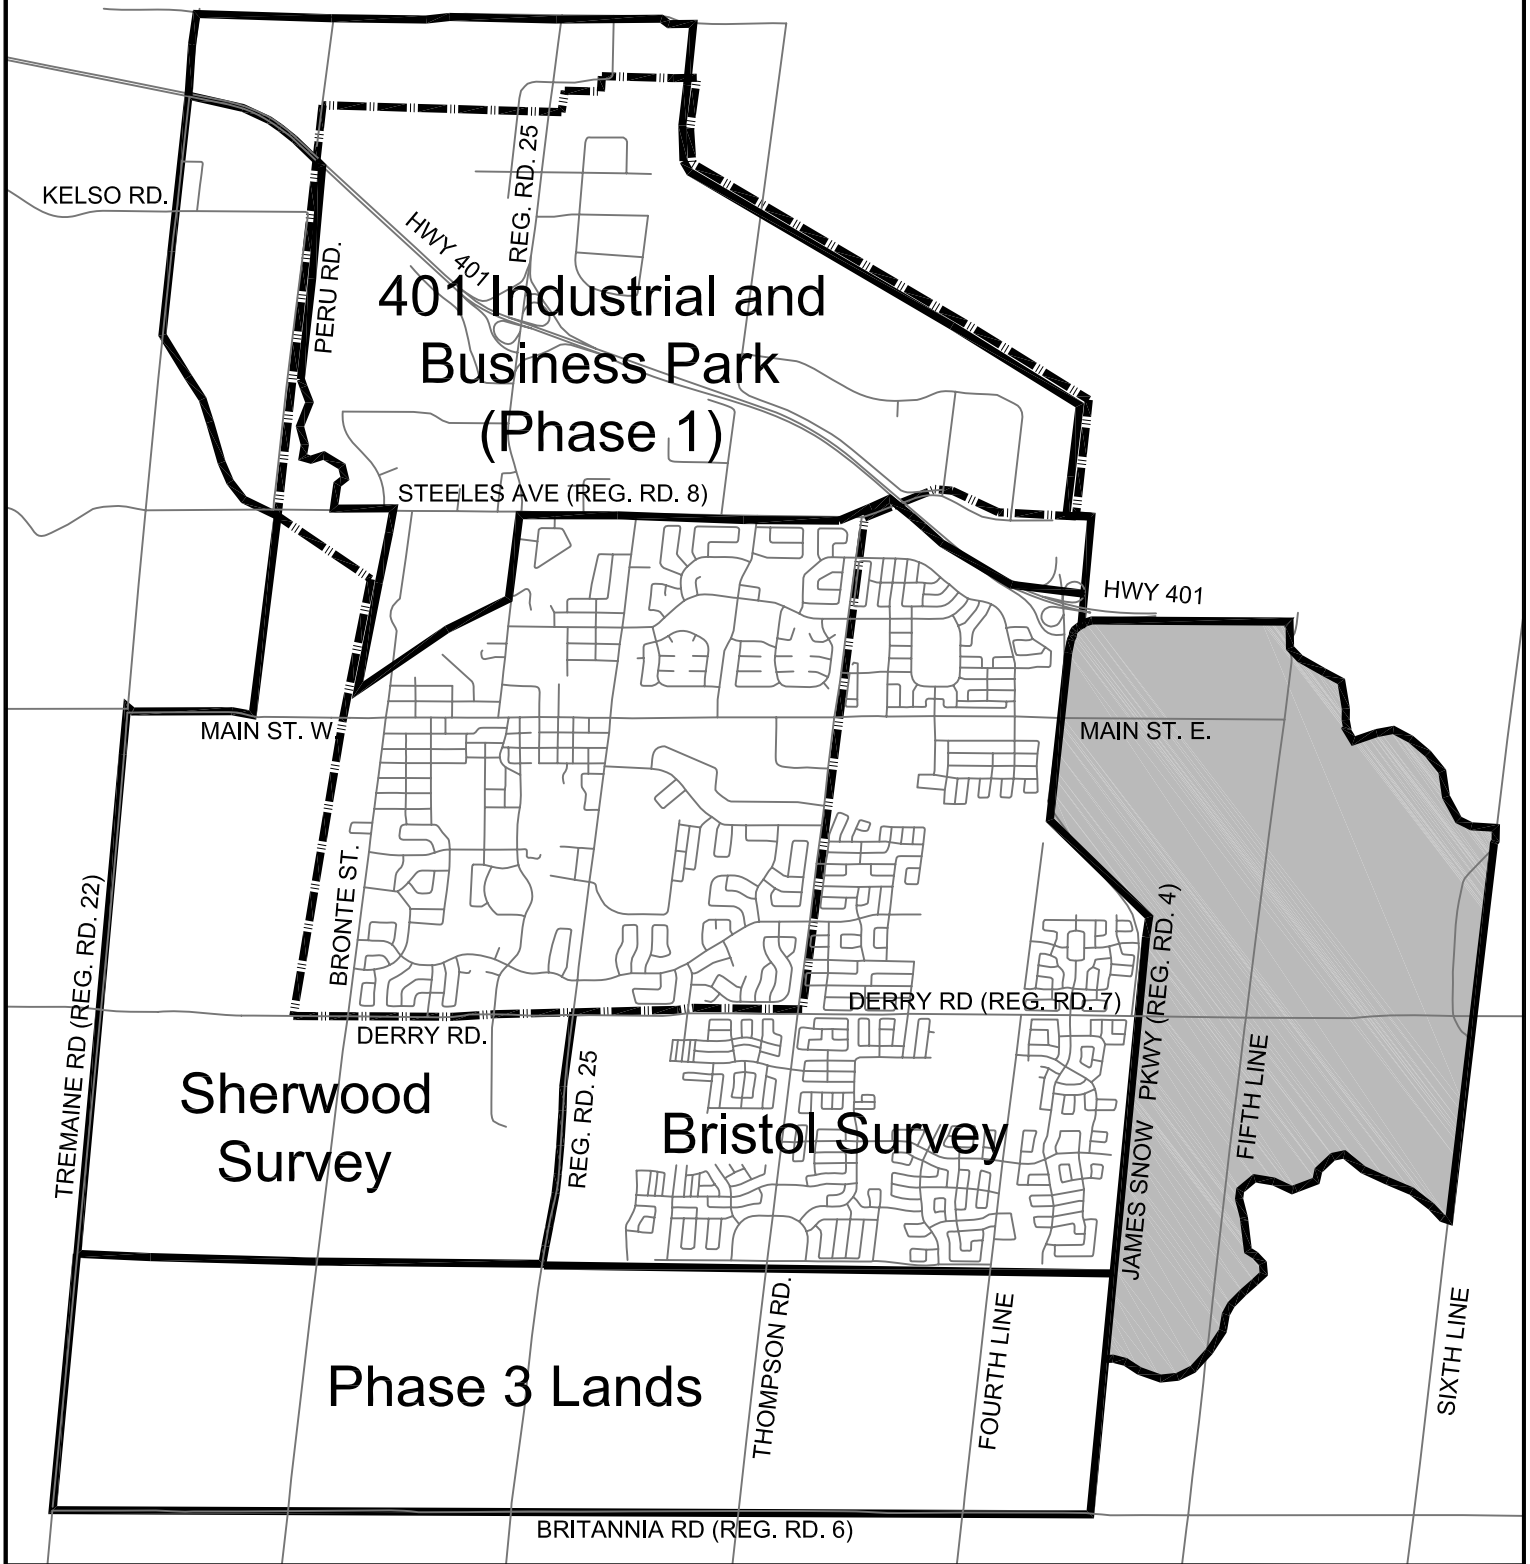 KELSO RD.
HWY 401
REG. RD. 25
PERU RD.
401 Industrial and
Business Park
(Phase 1)
STEELES AVE (REG. RD. 8)
HWY 401
MAIN ST. W
MAIN ST. E.
BRONTE ST.
TREMAINE RD (REG. RD. 22)
DERRY RD (REG. RD. 7)
DERRY RD.
JAMES SNOW PKWY (REG. RD. 4)
FIFTH LINE
Sherwood
Survey
REG. RD. 25
Bristol Survey
THOMPSON RD.
FOURTH LINE
SIXTH LINE
Phase 3 Lands
BRITANNIA RD (REG. RD. 6)